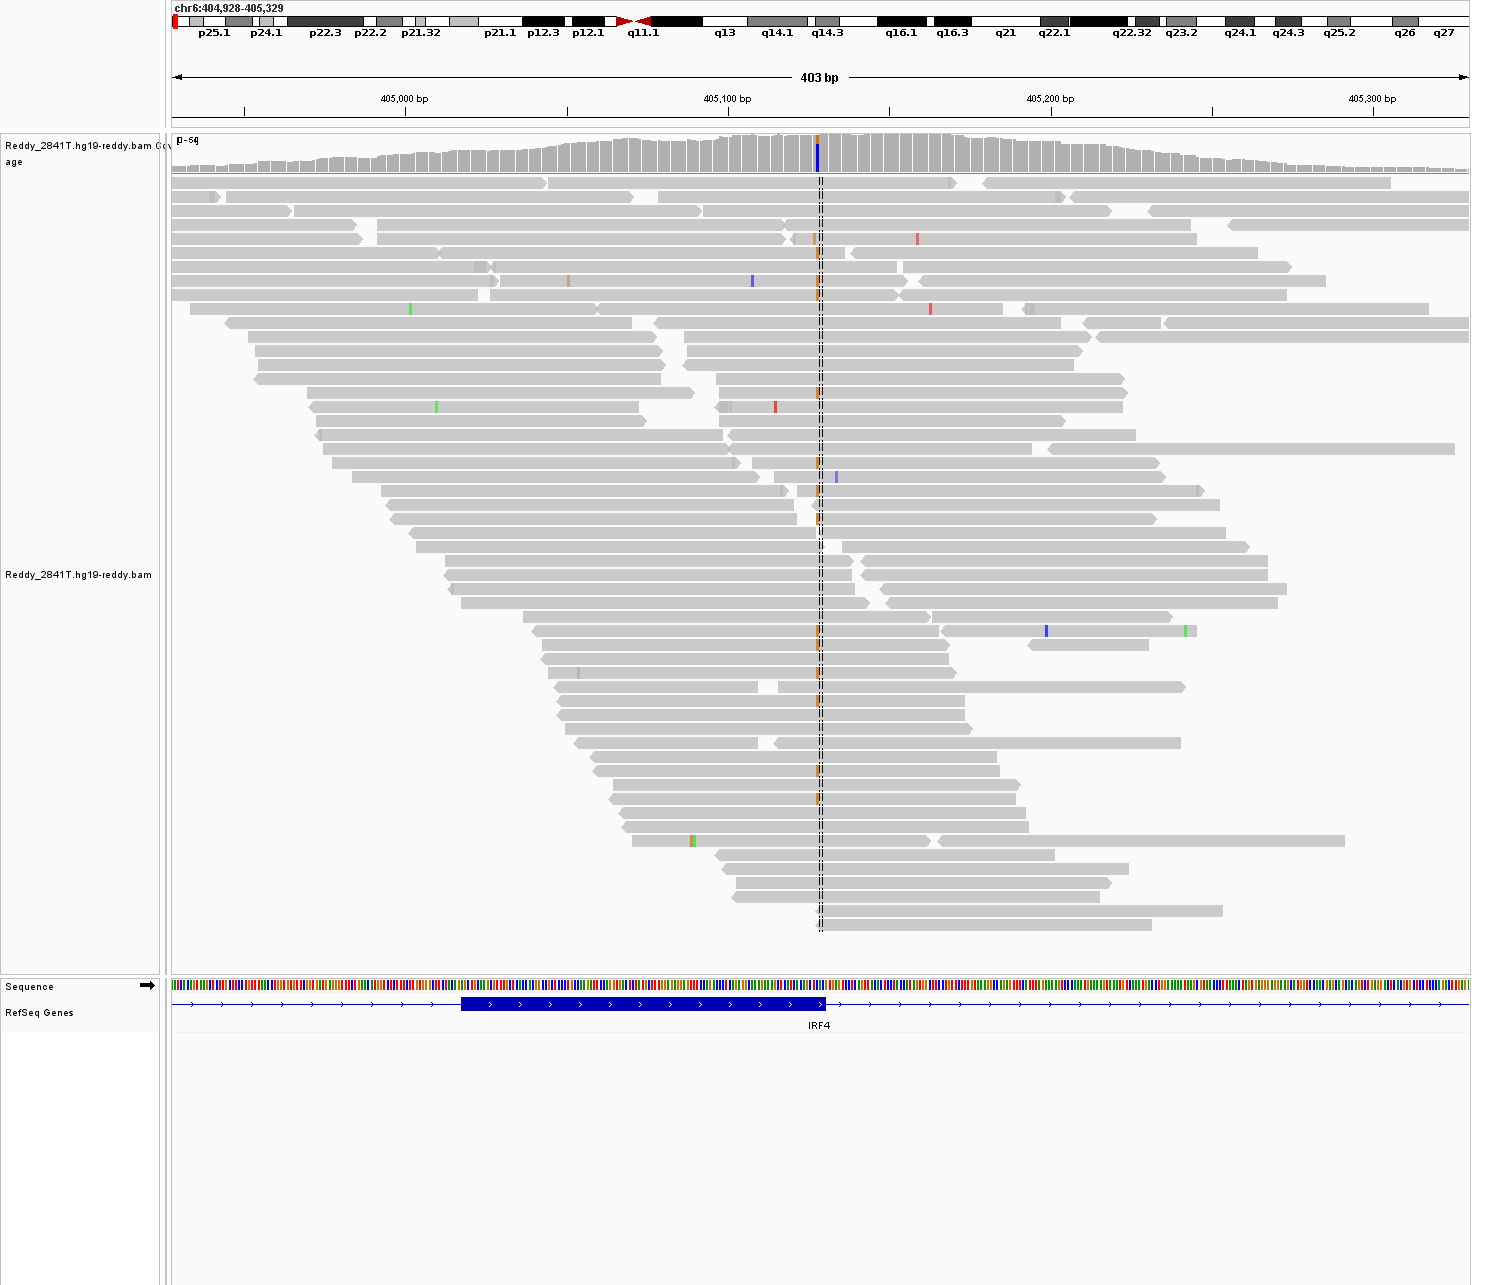 chr6:404,928-405,329
p25.1 p24.1 p22.3 p22.2 p21.32 p21.1 p12.3 p12.1 q11.1 q13 q14.1 q14.3 q16.1 q16.3 q21 q22.1 q22.32 q23.2 q24.1 q24.3 q25.2 q26 q27
403 bp
405,000 bp 405,100 bp 405,200 bp 405,300 bp
Reddy_2841T.hg19-reddy.bam Cov
age
Reddy_2841T.hg19-reddy.bam
Sequence
RefSeq Genes
IRF4